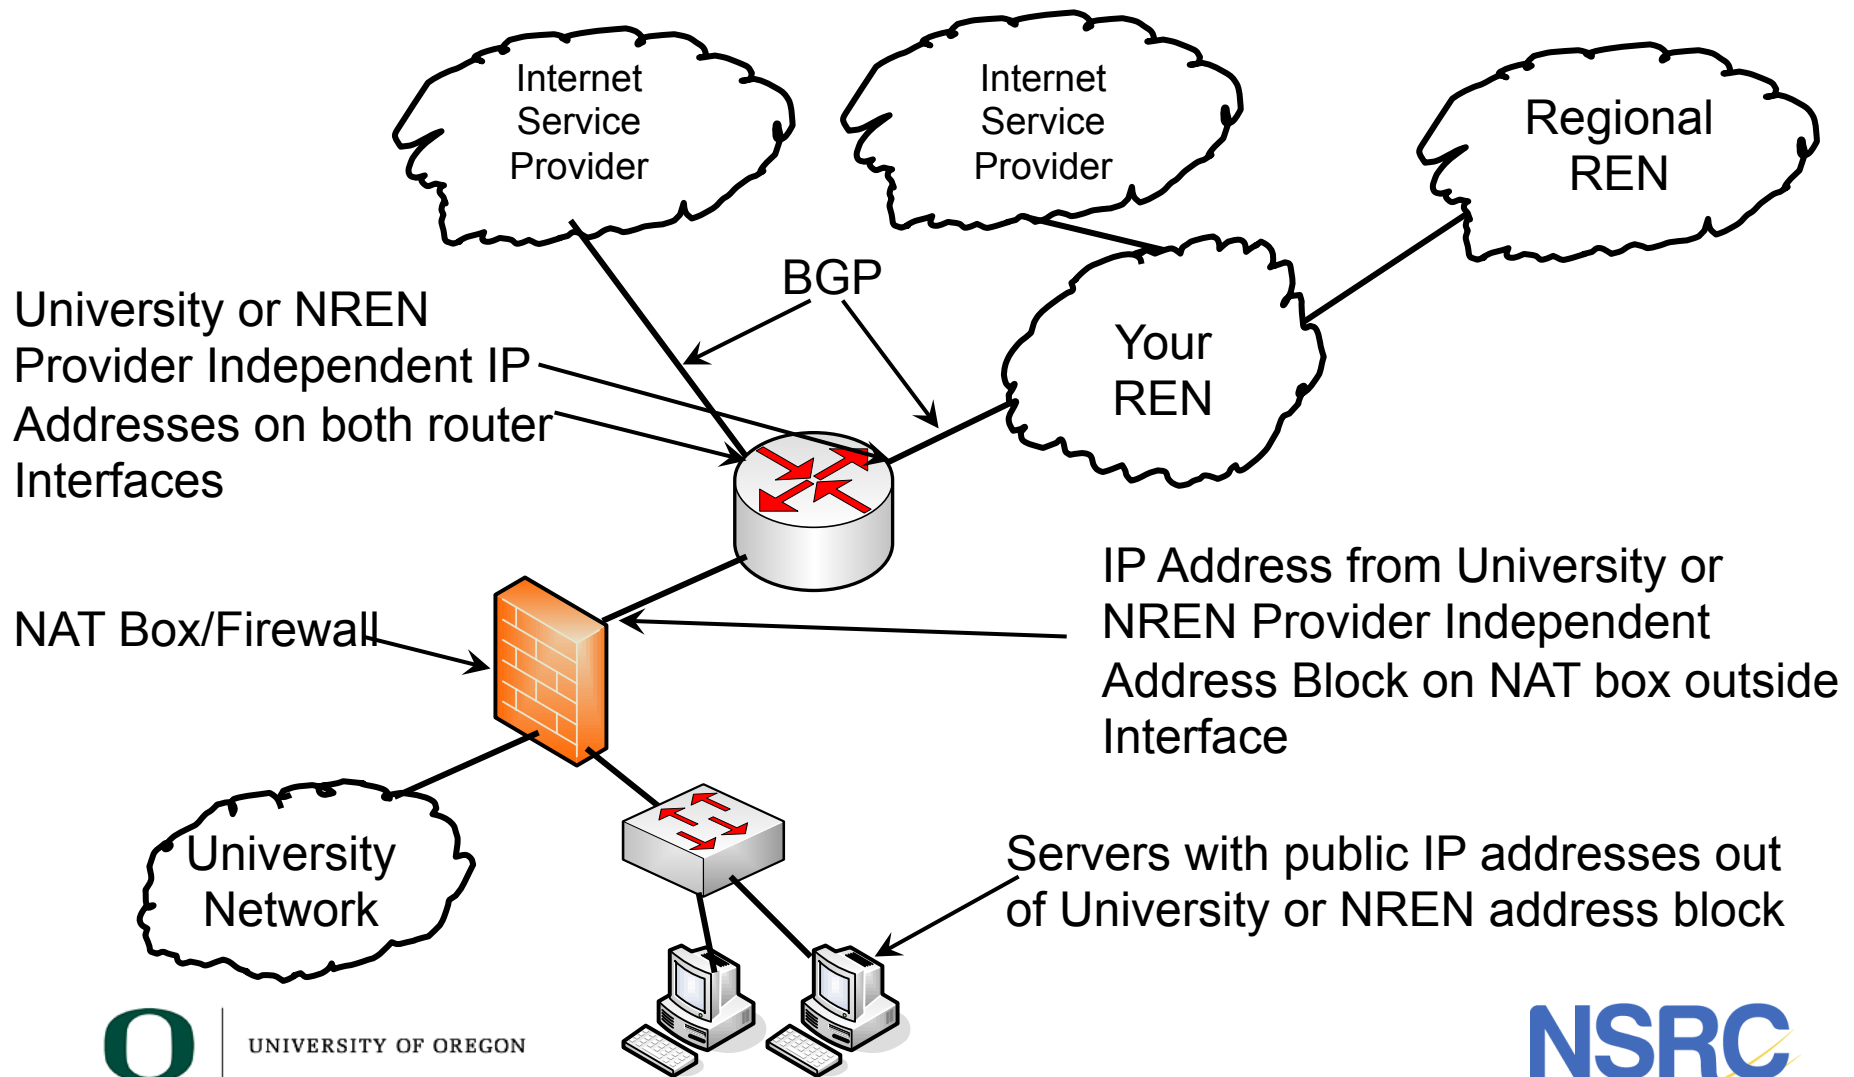 Internet
Service
Provider
Internet
Service
Provider
Regional
REN
BGP
University or NREN
Provider Independent IP
Addresses on both router
Interfaces
Your
REN
NAT Box/Firewall
IP Address from University or
NREN Provider Independent
Address Block on NAT box outside
Interface
University
Network
Servers with public IP addresses out
of University or NREN address block
O
UNIVERSITY OF OREGON
NSRC